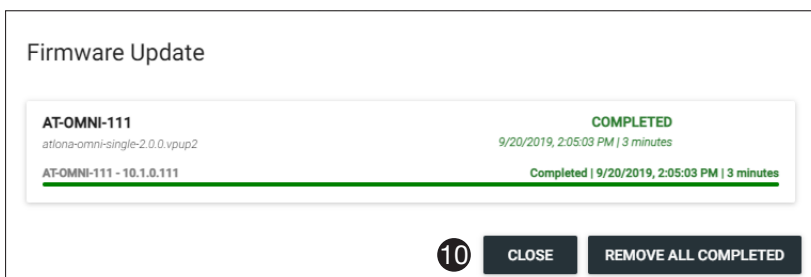 Firmware Update
AT-OMNI-111 COMPLETED
atlona-omni-single-2.0.0.vpup2 9/20/2019, 2:05:03 PM | 3 minutes
AT-OMNI-111 - 10.1.0.111 Completed | 9/20/2019, 2:05:03 PM | 3 minutes
10 CLOSE REMOVE ALL COMPLETED